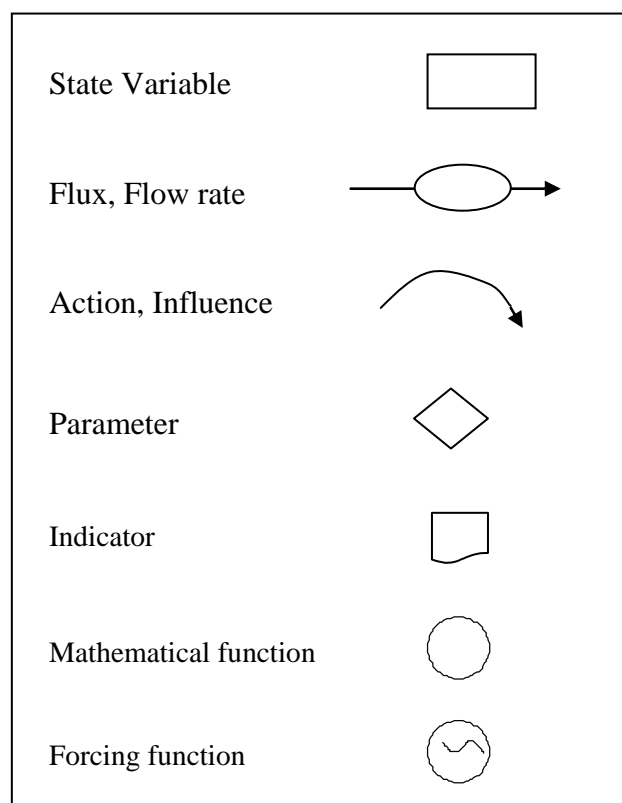 State Variable
Flux, Flow rate
Action, Influence
Parameter
Indicator
Mathematical function
Forcing function